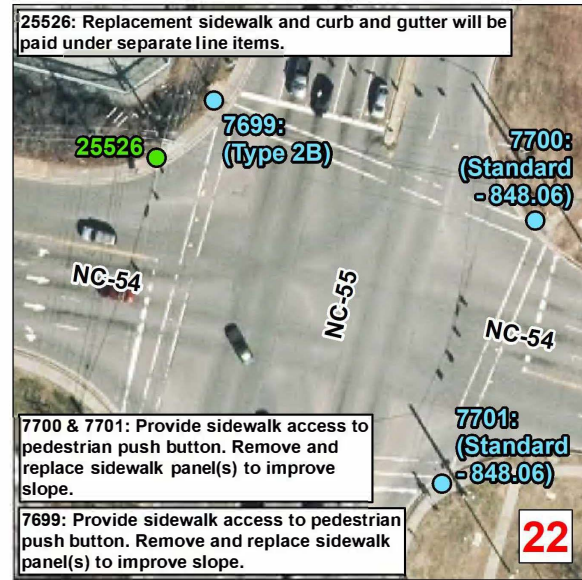 25526: Replacement sidewalk and curb and gutter will be
paid under separate line items.
7699:
(Type 2B)
25526
7700:
(Standard
- 848.06)
NC-54
NC-55
NC-54
7701:
(Standard
- 848.06)
7700 & 7701: Provide sidewalk access to
pedestrian push button. Remove and
replace sidewalk panel(s) to improve
slope.
7699: Provide sidewalk access to pedestrian
push button. Remove and replace sidewalk
panel(s) to improve slope.
22